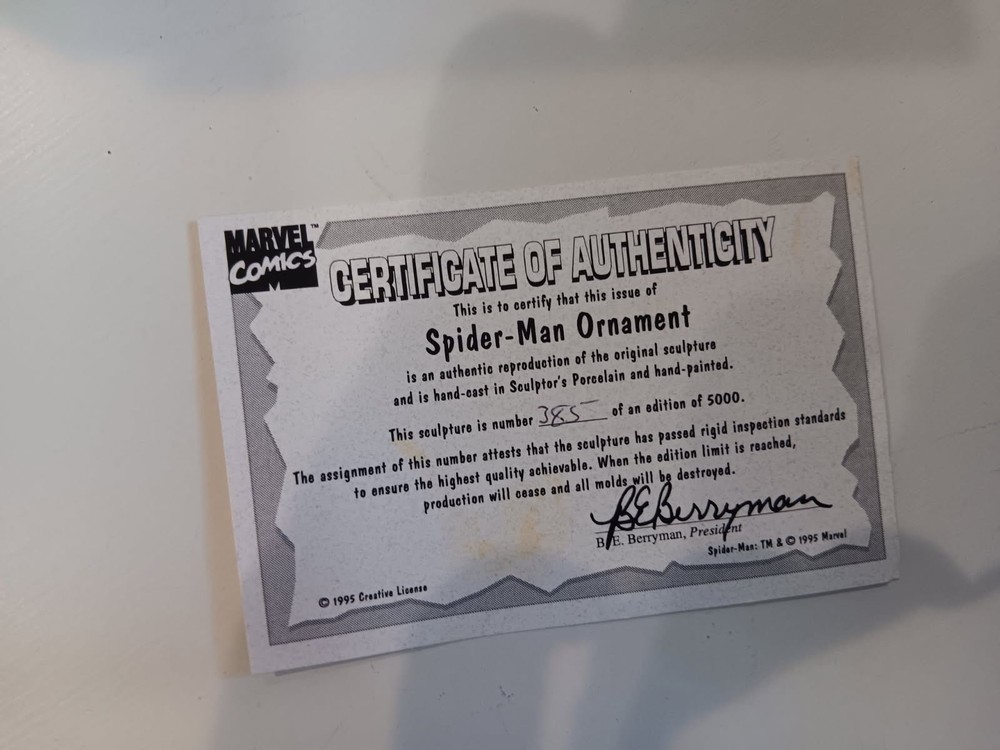 MARVEL™
COMICS
M
CERTIFICATE OF AUTHENTICITY
This is to certify that this issue of
Spider-Man Ornament
is an authentic reproduction of the original sculpture
and is hand-cast in Sculptor's Porcelain and hand-painted.
This sculpture is number 385 of an edition of 5000.
The assignment of this number attests that the sculpture has passed rigid inspection standards
to ensure the highest quality achievable. When the edition limit is reached,
production will cease and all molds will be destroyed.
BEBerryman
B.E. Berryman, President
Spider-Man: TM & © 1995 Marvel
© 1995 Creative License